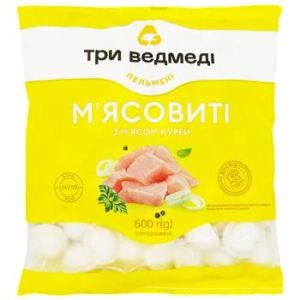 ТРИ ВЕДМЕДІ
ПЕЛЬМЕНІ
М'ЯСОВИТІ
З М'ЯСОМ КУРЕЙ
600 г(g)
заморожені